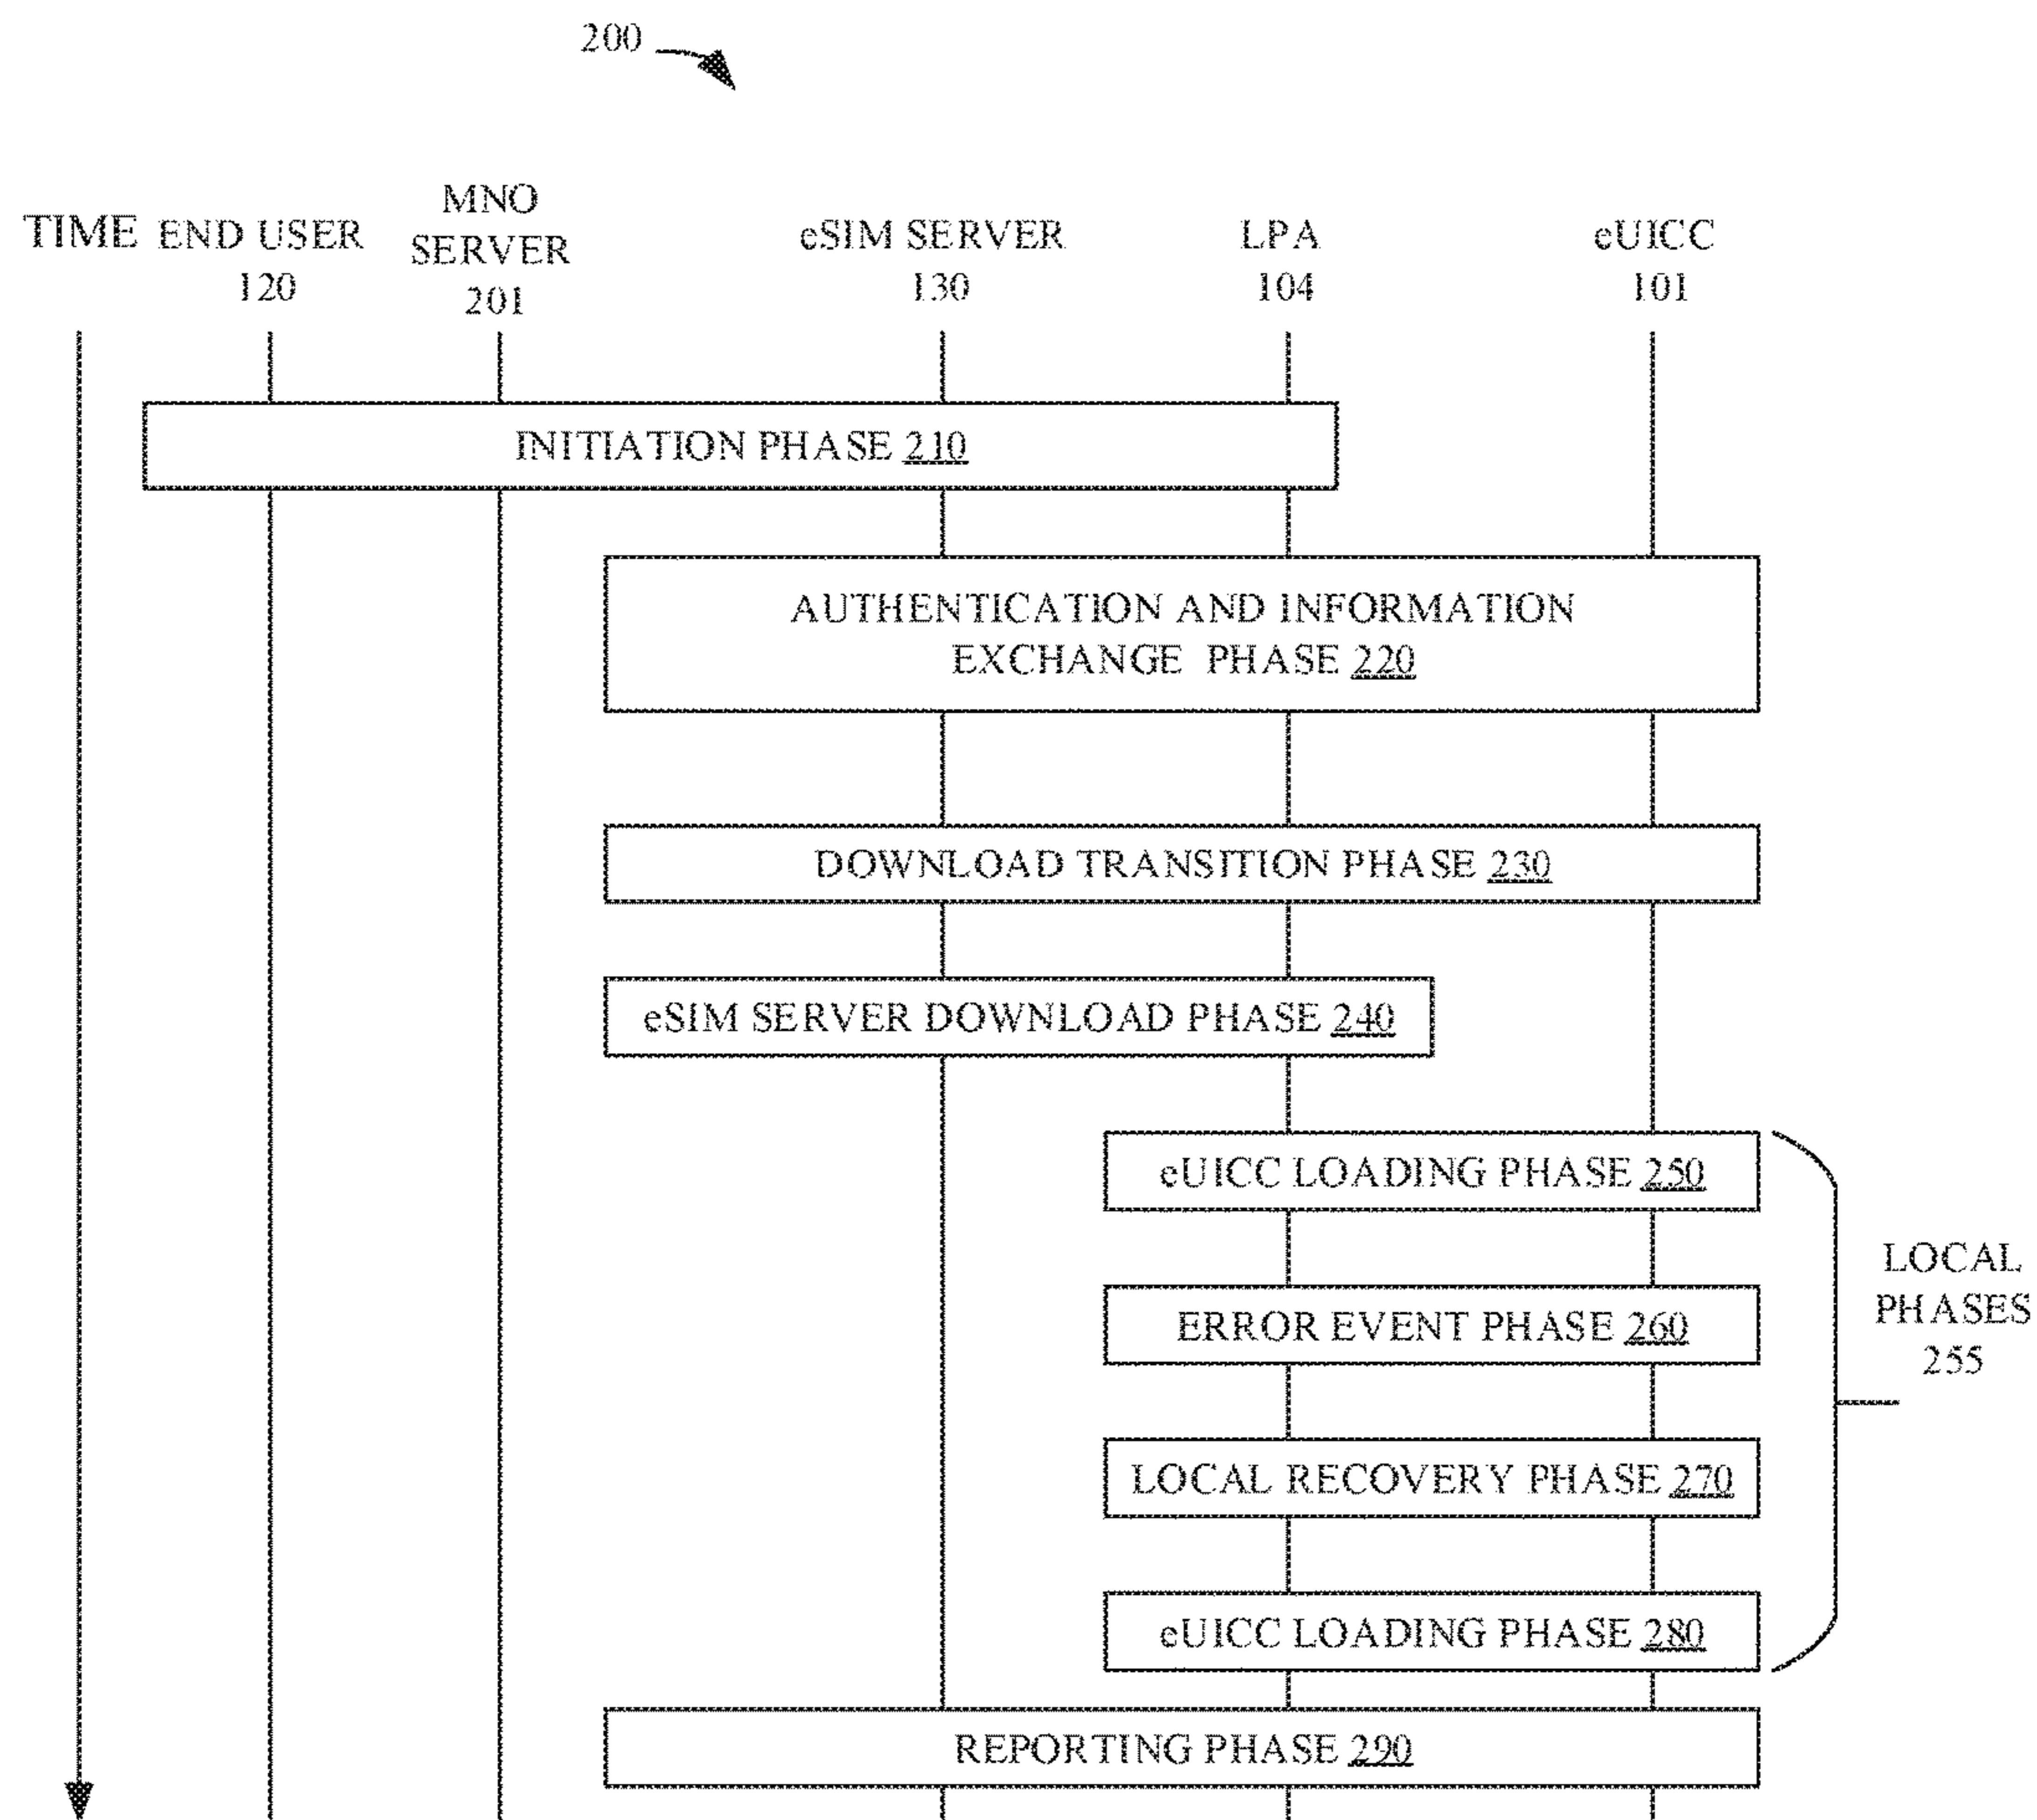 200
TIME
END USER
120
MNO
SERVER
201
eSIM SERVER
130
LPA
104
eUICC
101
INITIATION PHASE 210
AUTHENTICATION AND INFORMATION
EXCHANGE PHASE 220
DOWNLOAD TRANSITION PHASE 230
eSIM SERVER DOWNLOAD PHASE 240
eUICC LOADING PHASE 250
ERROR EVENT PHASE 260
LOCAL RECOVERY PHASE 270
eUICC LOADING PHASE 280
LOCAL
PHASES
255
REPORTING PHASE 290